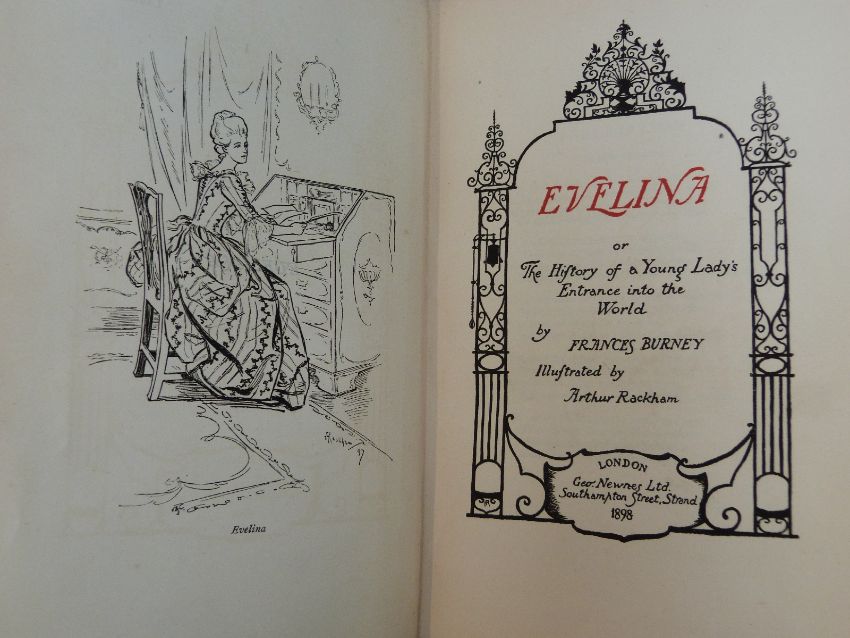 Evelina
EVELINA
or
The Hiſtory of a Young Lady's
Entrance into the
World
by
FRANCES BURNEY
Illuſtrated by
Arthur Rackham
LONDON
Geo. Newnes Ltd.
Southampton Street, Strand
1898